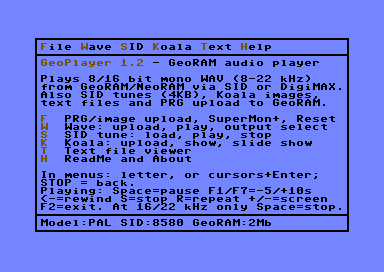 File Wave SID Koala Text Help
GeoPlayer 1.2 - GeoRAM audio player
Plays 8/16 bit mono WAV (8-22 kHz)
from GeoRAM/NeoRAM via SID or DigiMAX.
Also SID tunes (4KB), Koala images,
text files and PRG upload to GeoRAM.
F PRG/image upload, SuperMon+, Reset
W Wave: upload, play, output select
S SID tune: load, play, stop
K Koala: upload, show, slide show
T Text file viewer
H ReadMe and About
In menus: letter, or cursors+Enter;
STOP = back.
Playing: Space=pause F1/F7=-5/+10s
<-=rewind S=stop R=repeat +/-=screen
F2=exit. At 16/22 kHz only Space=stop.
Model:PAL SID:8580 GeoRAM:2Mb